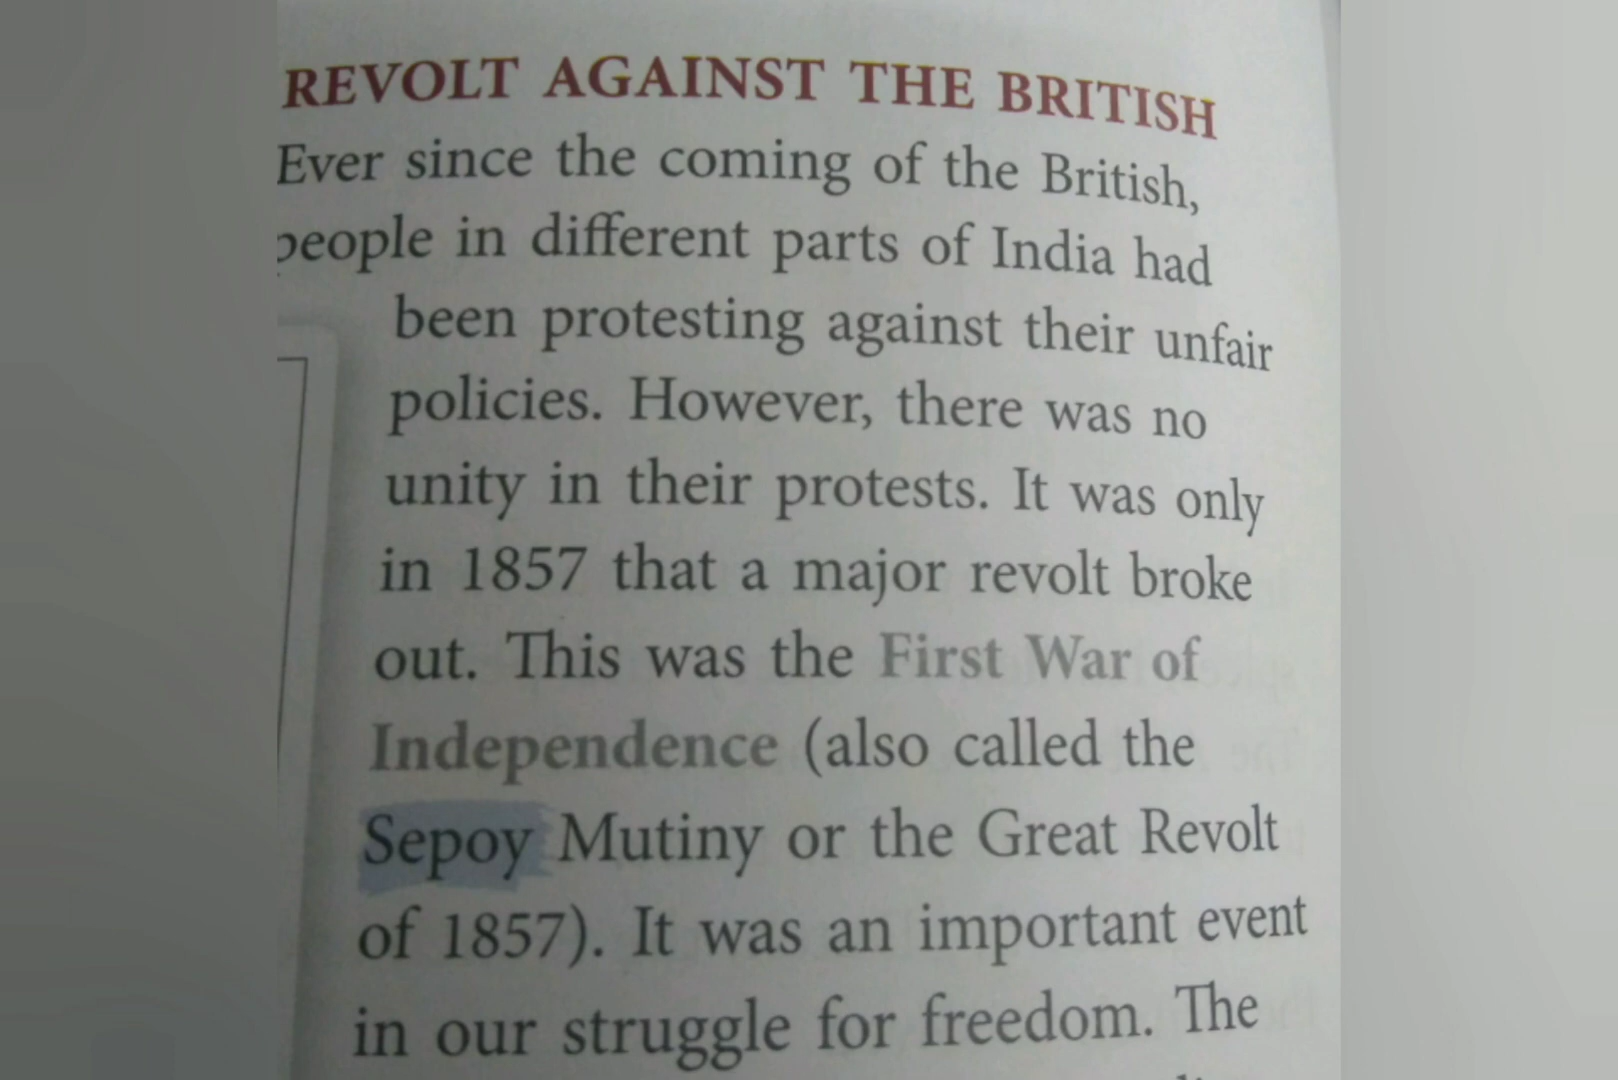 REVOLT AGAINST THE BRITISH
Ever since the coming of the British,
people in different parts of India had
been protesting against their unfair
policies. However, there was no
unity in their protests. It was only
in 1857 that a major revolt broke
out. This was the First War of
Independence (also called the
Sepoy Mutiny or the Great Revolt
of 1857). It was an important event
in our struggle for freedom. The